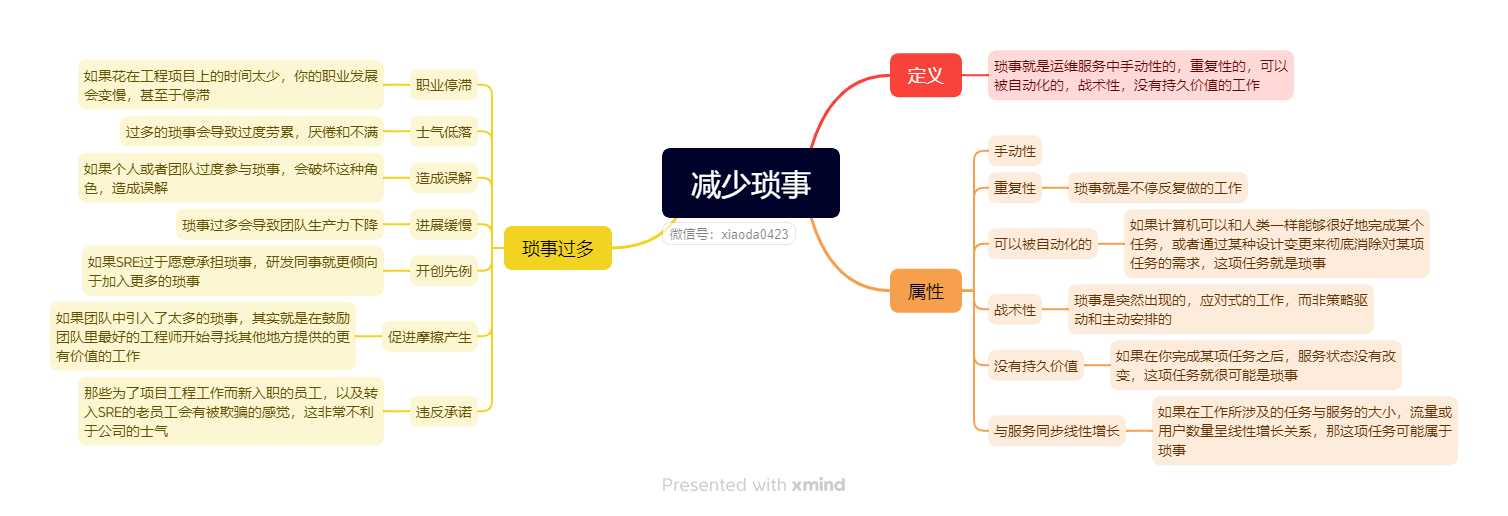 减少琐事
微信号：xiaoda0423
定义
琐事就是运维服务中手动性的，重复性的，可以
被自动化的，战术性，没有持久价值的工作
属性
手动性
重复性
琐事就是不停反复做的工作
可以被自动化的
如果计算机可以和人类一样能够很好地完成某个
任务，或者通过某种设计变更来彻底消除对某项
任务的需求，这项任务就是琐事
战术性
琐事是突然出现的，应对式的工作，而非策略驱
动和主动安排的
没有持久价值
如果在你完成某项任务之后，服务状态没有改
变，这项任务就很可能是琐事
与服务同步线性增长
如果在工作所涉及的任务与服务的大小，流量或
用户数量呈线性增长关系，那这项任务可能属于
琐事
琐事过多
职业停滞
如果花在工程项目上的时间太少，你的职业发展
会变慢，甚至于停滞
士气低落
过多的琐事会导致过度劳累，厌倦和不满
造成误解
如果个人或者团队过度参与琐事，会破坏这种角
色，造成误解
进展缓慢
琐事过多会导致团队生产力下降
开创先例
如果SRE过于愿意承担琐事，研发同事就更倾向
于加入更多的琐事
促进摩擦产生
如果团队中引入了太多的琐事，其实就是在鼓励
团队里最好的工程师开始寻找其他地方提供的更
有价值的工作
违反承诺
那些为了项目工程工作而新入职的员工，以及转
入SRE的老员工会有被欺骗的感觉，这非常不利
于公司的士气
Presented with xmind